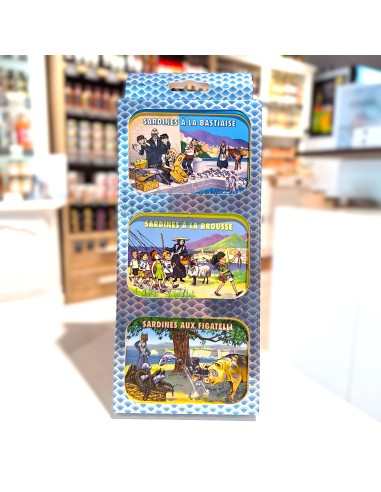 SARDINES A LA BASTIAISE
SARDINES A LA BROUSSE
SARDINES AUX FIGATELLI